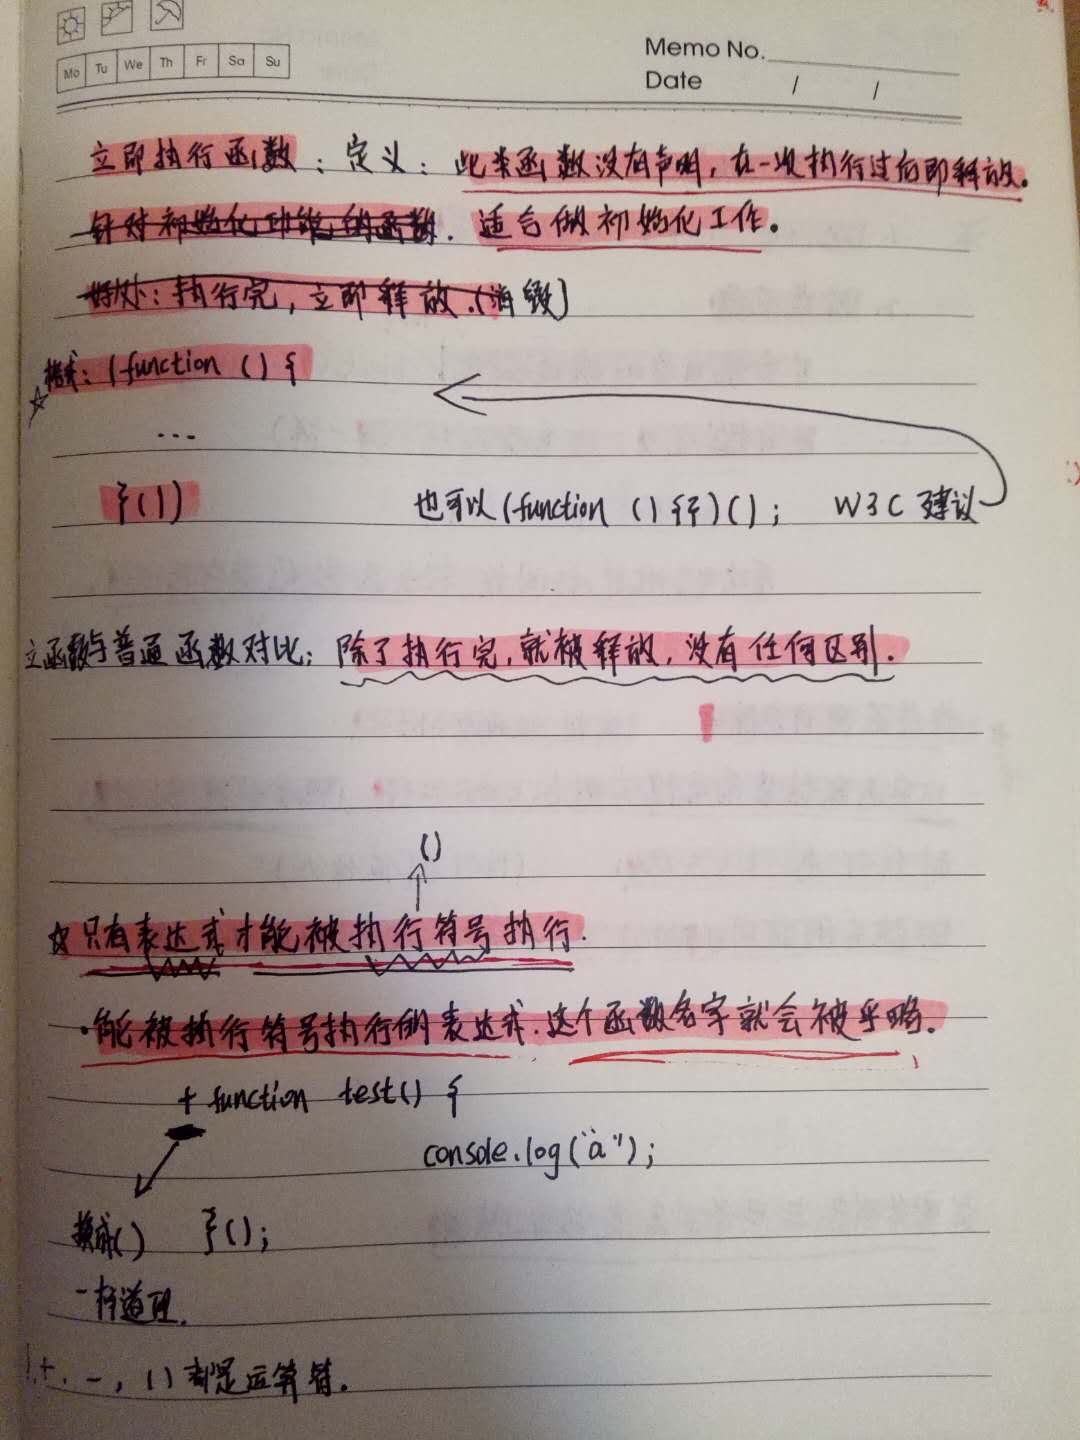 Mo Tu We Th Fr Sa Su
Memo No.
Date / /
立即执行函数：定义：此类函数没有声明，在一次执行过后即释放。
针对初始化功能的函数. 适合做初始化工作。
好处：执行完，立即释放.(消毁)
☆格式：(function () {
...
}())
也可以(function () {})(); W3C 建议
立函数与普通函数对比：除了执行完，就被释放，没有任何区别.
()
☆只有表达式才能被执行符号执行.
·能被执行符号执行的表达式.这个函数名字就会被乎略.
+ function test() {
console.log("a");
换成() }();
一样道理.
!,+、-，()都是运算符.